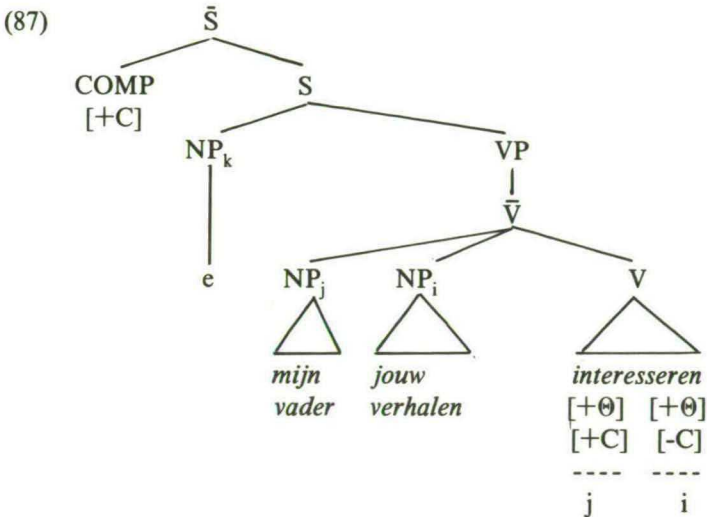 (87) S̄
COMP S
[+C]
NPₖ VP
V̄
e NPⱼ NPᵢ V
mijn jouw interesseren
vader verhalen [+Θ] [+Θ]
[+C] [-C]
---- ----
j i